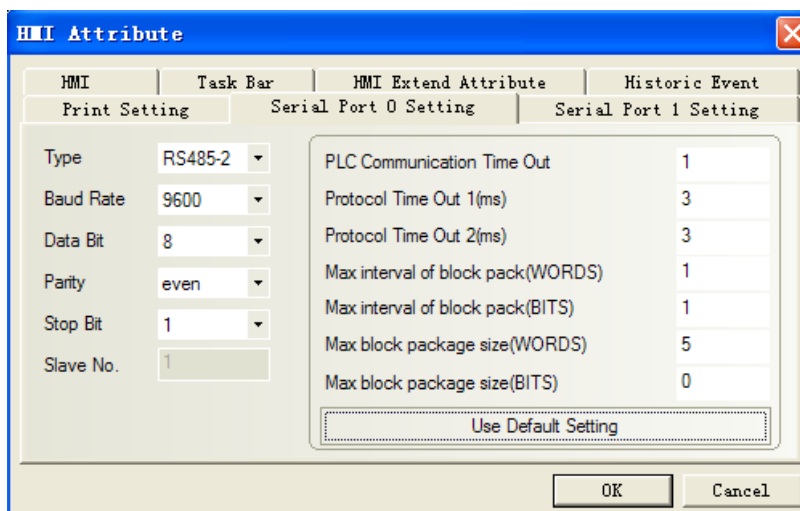 HMI Attribute
HMI Task Bar HMI Extend Attribute Historic Event
Print Setting Serial Port 0 Setting Serial Port 1 Setting
Type RS485-2
Baud Rate 9600
Data Bit 8
Parity even
Stop Bit 1
Slave No. 1
PLC Communication Time Out 1
Protocol Time Out 1(ms) 3
Protocol Time Out 2(ms) 3
Max interval of block pack(WORDS) 1
Max interval of block pack(BITS) 1
Max block package size(WORDS) 5
Max block package size(BITS) 0
Use Default Setting
OK Cancel